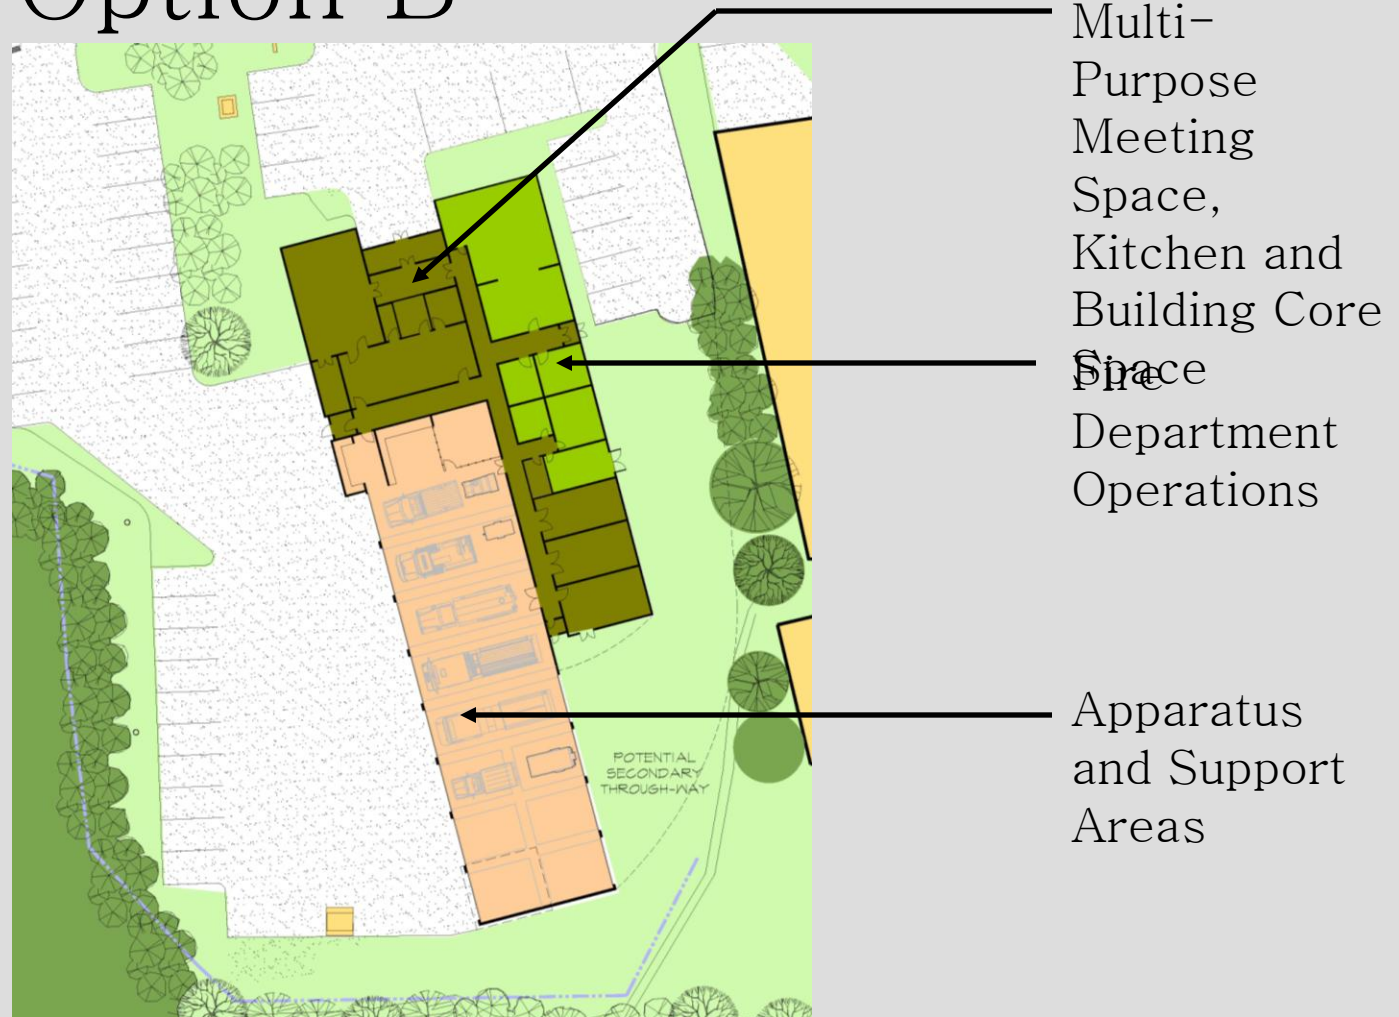 Option B
Multi-
Purpose
Meeting
Space,
Kitchen and
Building Core
Space
Fire
Department
Operations
Apparatus
and Support
Areas
POTENTIAL
SECONDARY
THROUGH-WAY